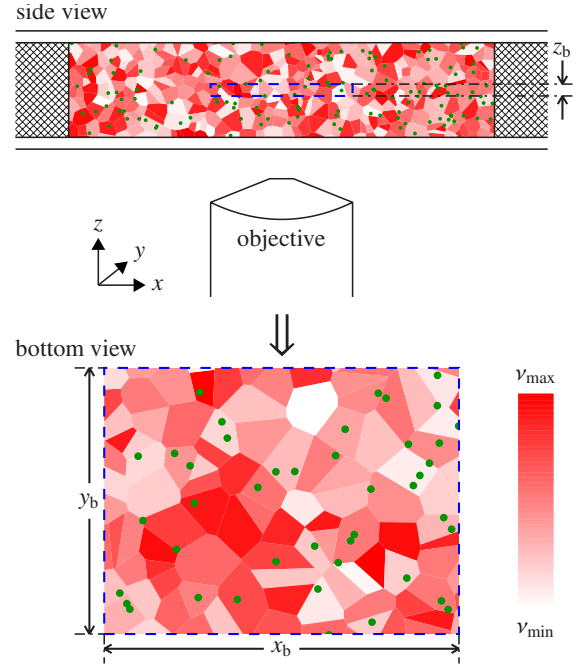 side view
z_b
objective
z
y
x
bottom view
ν_max
y_b
ν_min
x_b